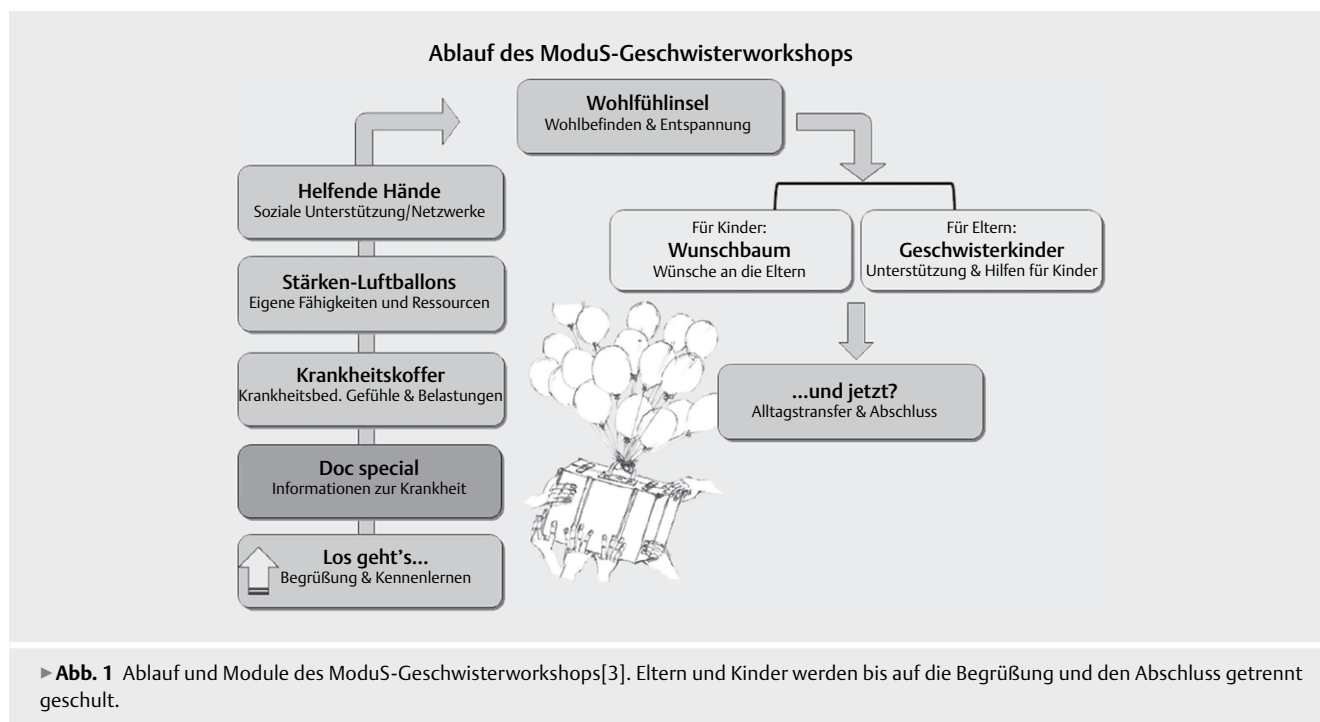 Ablauf des ModuS-Geschwisterworkshops
Wohlfühlinsel
Wohlbefinden & Entspannung
Helfende Hände
Soziale Unterstützung/Netzwerke
Für Kinder:
Wunschbaum
Wünsche an die Eltern
Für Eltern:
Geschwisterkinder
Unterstützung & Hilfen für Kinder
Stärken-Luftballons
Eigene Fähigkeiten und Ressourcen
Krankheitskoffer
Krankheitsbed. Gefühle & Belastungen
...und jetzt?
Alltagstransfer & Abschluss
Doc special
Informationen zur Krankheit
Los geht's...
Begrüßung & Kennenlernen
►Abb. 1 Ablauf und Module des ModuS-Geschwisterworkshops[3]. Eltern und Kinder werden bis auf die Begrüßung und den Abschluss getrennt
geschult.